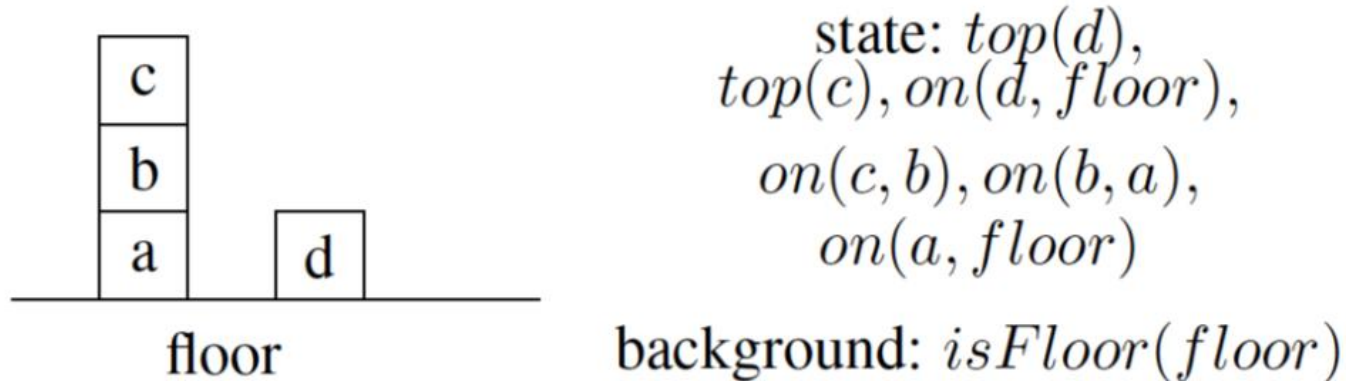 c
b
a
d
floor
state: top(d),
top(c), on(d, floor),
on(c, b), on(b, a),
on(a, floor)
background: isFloor(floor)